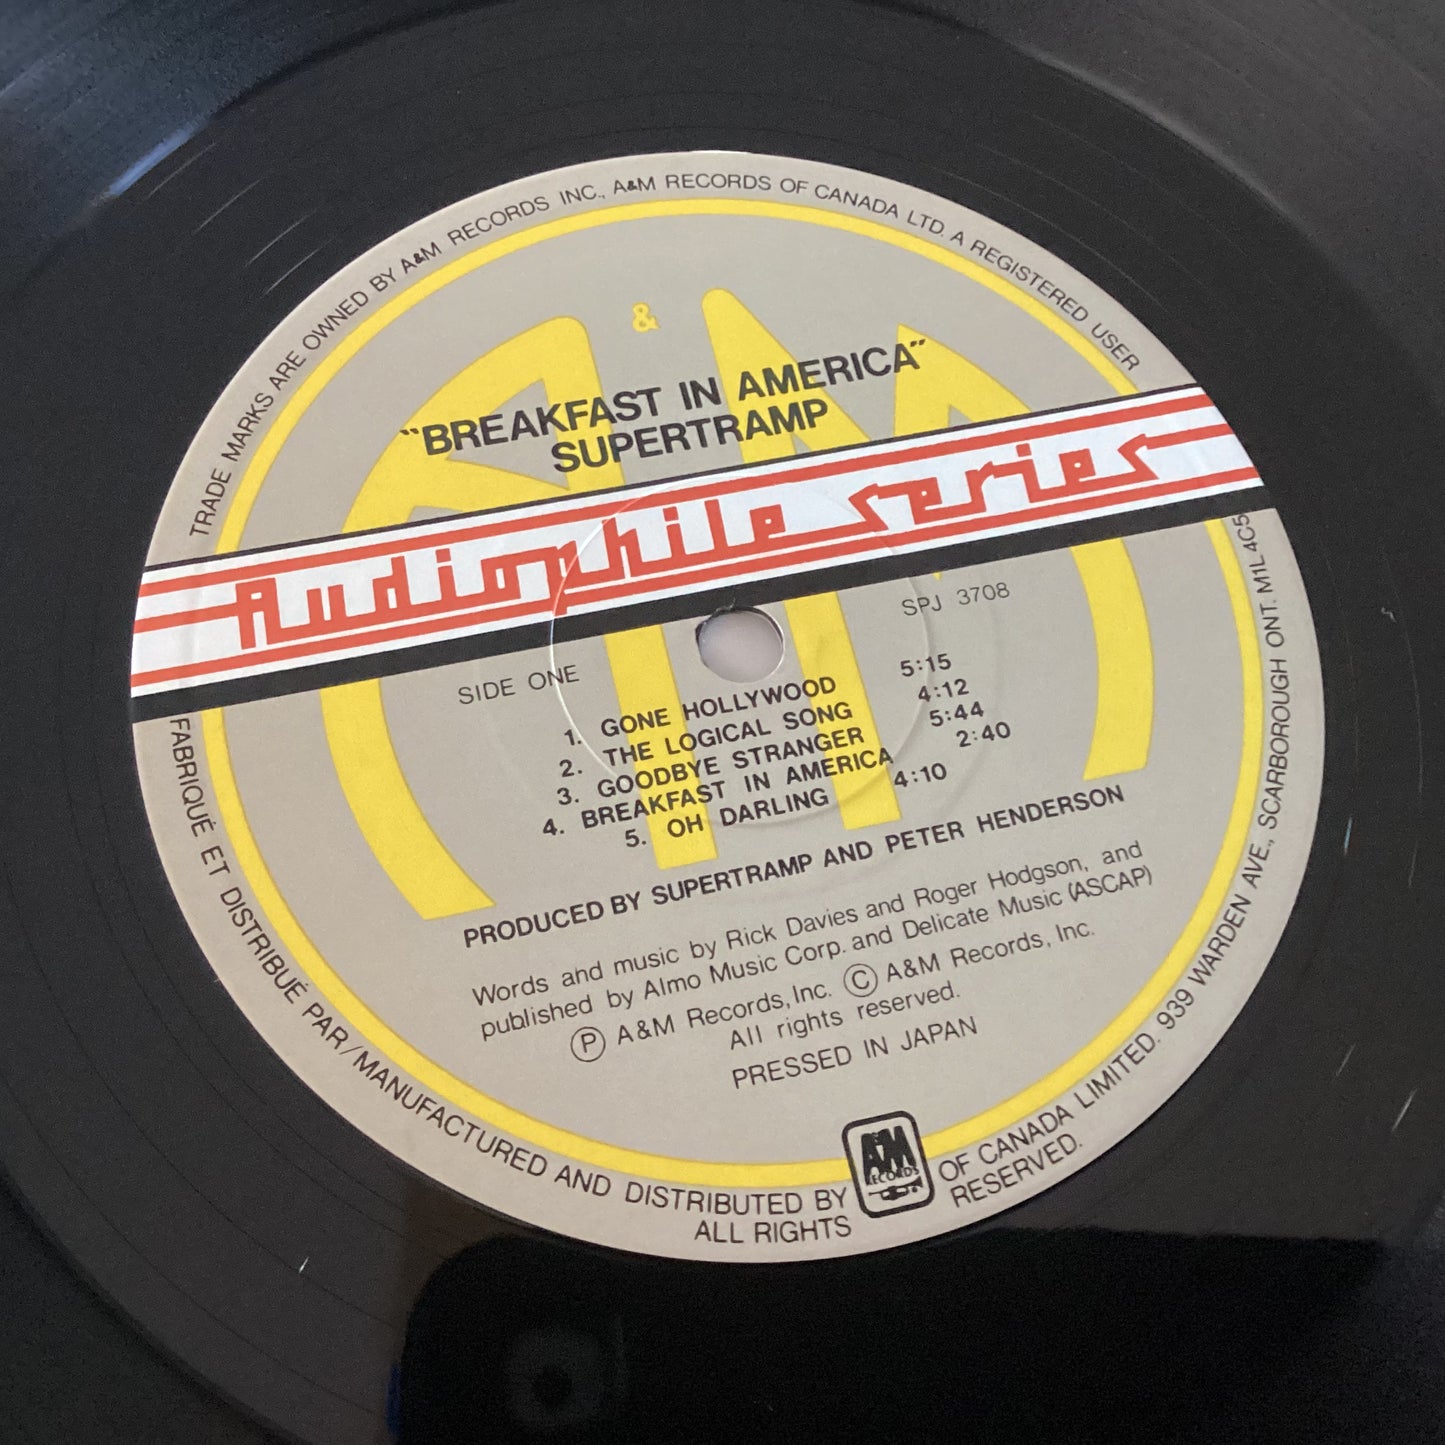 TRADE MARKS ARE OWNED BY A&M RECORDS INC., A&M RECORDS OF CANADA LTD. A REGISTERED USER
&
"BREAKFAST IN AMERICA"
SUPERTRAMP
Audiophile series
SPJ 3708
SIDE ONE
1. GONE HOLLYWOOD 5:15
2. THE LOGICAL SONG 4:12
3. GOODBYE STRANGER 5:44
4. BREAKFAST IN AMERICA 2:40
5. OH DARLING 4:10
PRODUCED BY SUPERTRAMP AND PETER HENDERSON
Words and music by Rick Davies and Roger Hodgson, and
published by Almo Music Corp. and Delicate Music (ASCAP)
Ⓟ A&M Records, Inc. Ⓒ A&M Records, Inc.
All rights reserved.
PRESSED IN JAPAN
A&M
RECORDS
FABRIQUÉ ET DISTRIBUÉ PAR/MANUFACTURED AND DISTRIBUTED BY OF CANADA LIMITED. 939 WARDEN AVE., SCARBOROUGH ONT. M1L 4C5
ALL RIGHTS RESERVED.